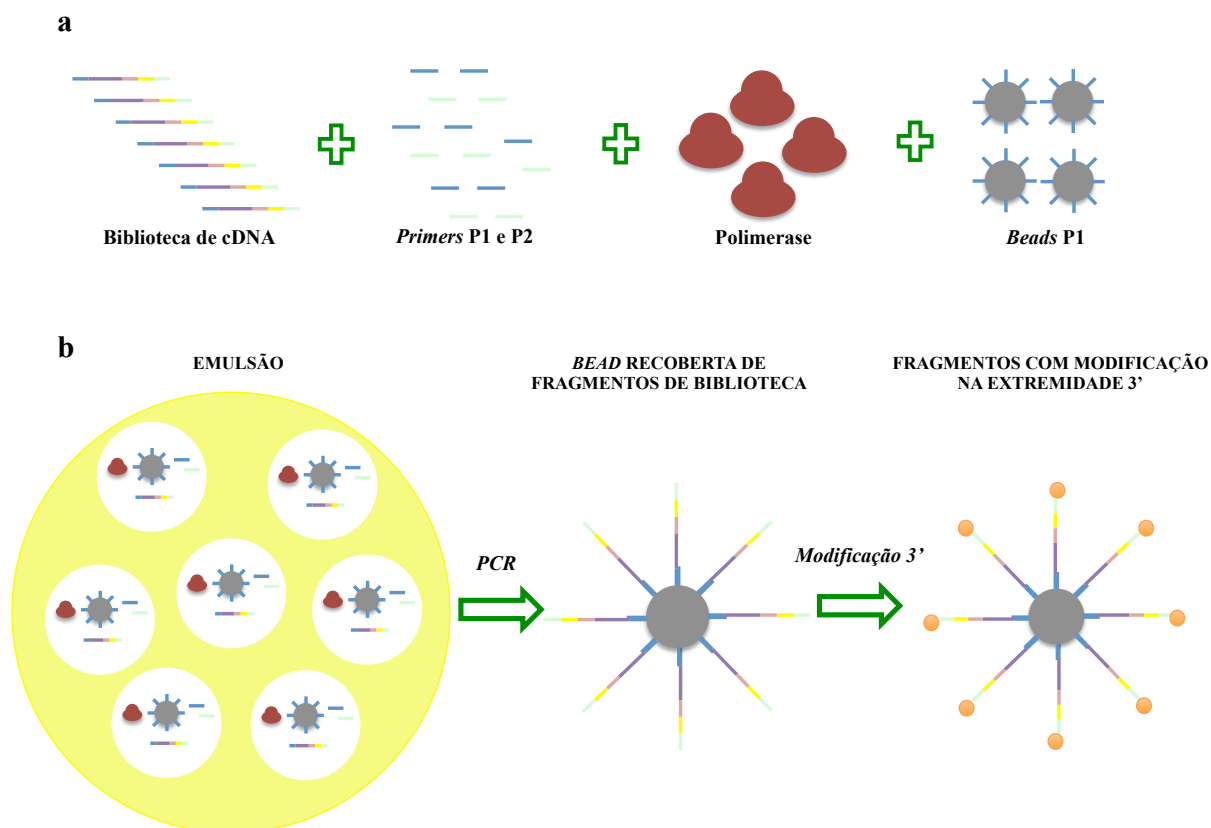 a
Biblioteca de cDNA
Primers P1 e P2
Polimerase
Beads P1
b
EMULSÃO
BEAD RECOBERTA DE
FRAGMENTOS DE BIBLIOTECA
FRAGMENTOS COM MODIFICAÇÃO
NA EXTREMIDADE 3’
PCR
Modificação 3’